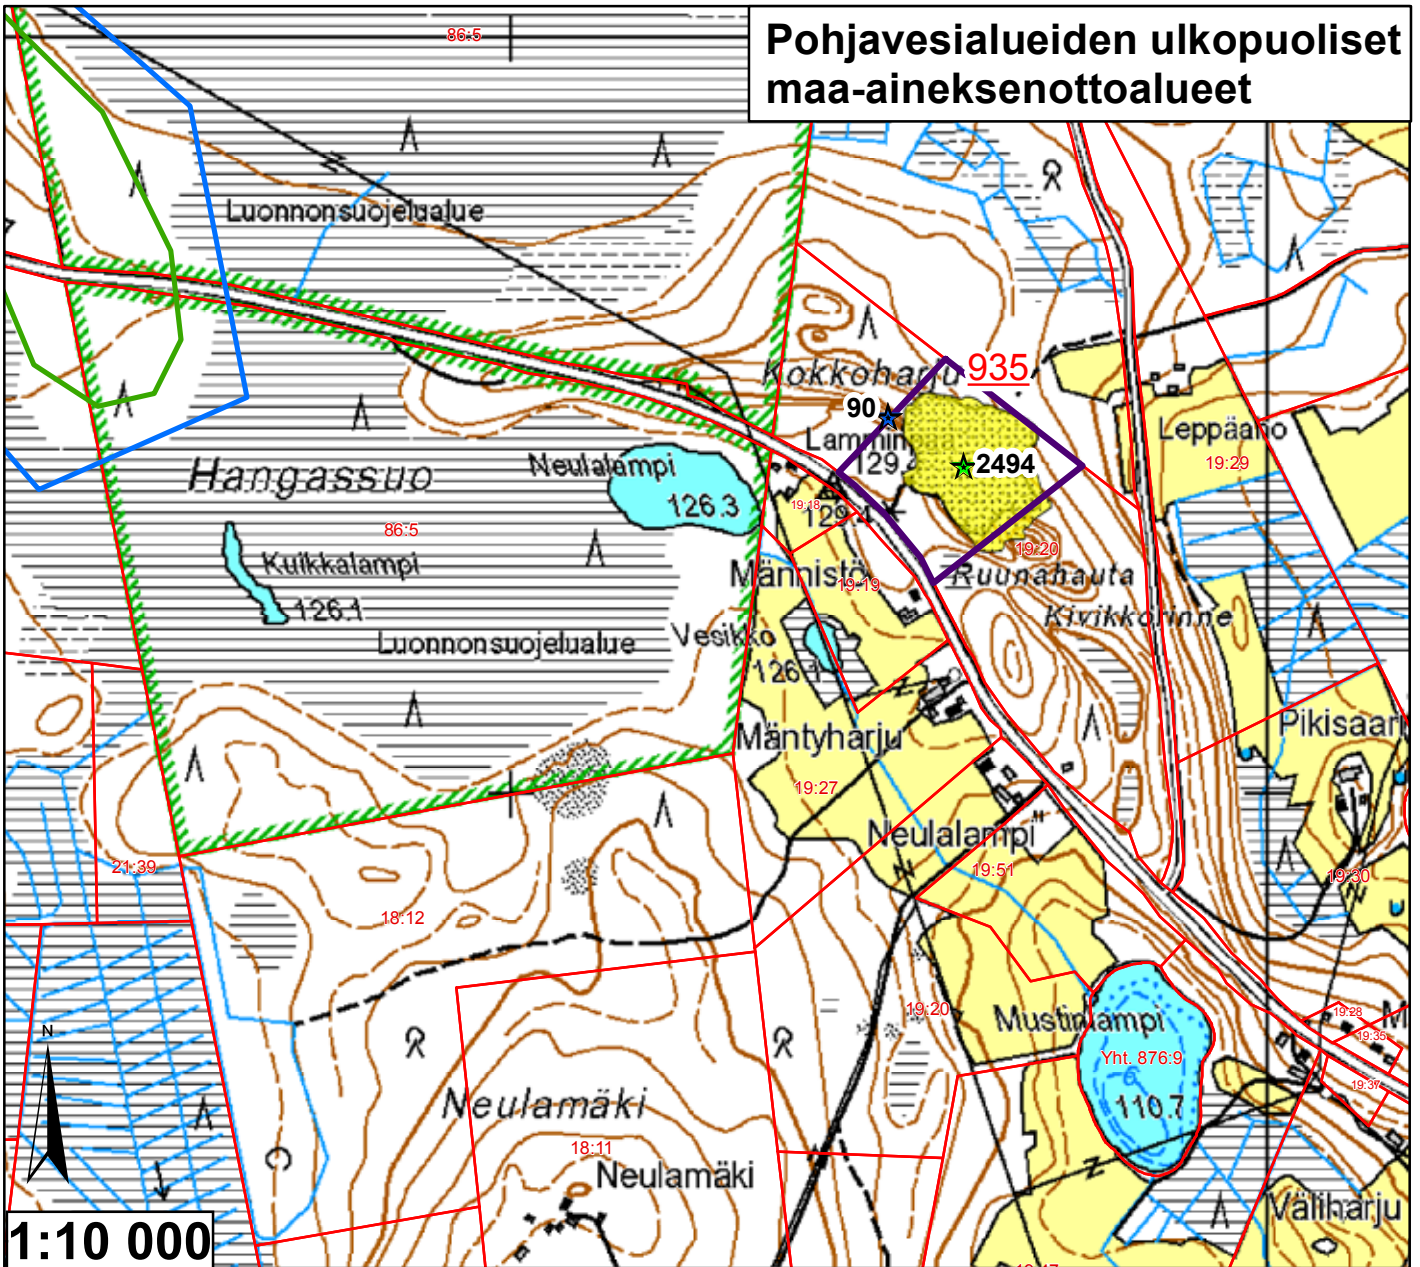 Pohjavesialueiden ulkopuoliset
maa-aineksenottoalueet
86:5
Luonnonsuojelualue
Kokkoharju
935
90
2494
129.4
Leppäaho
19:29
Hangassuo
Neulalampi
126.3
86:5
19:18
129.4
Kuikkalampi
126.1
Männistö
19:19
19:20
Ruunahauta
Kivikkorinne
Luonnonsuojelualue
Vesikko
126.1
Mäntyharju
Pikisaari
19:27
Neulalampi
19:51
21:39
19:30
18:12
19:20
Mustinlampi
Yht. 876:9
6
110.7
19:28
19:35
19:37
M
N
Neulamäki
18:11
Neulamäki
Väliharju
1:10 000